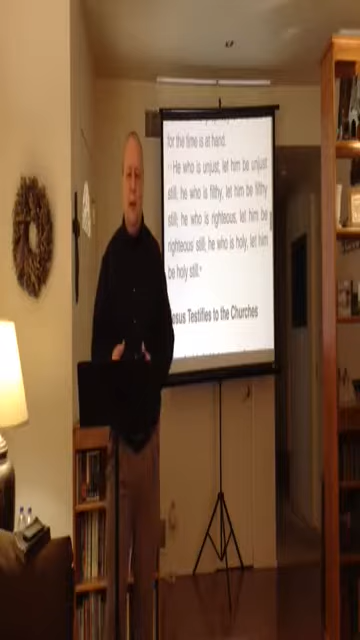 for the time is at hand.
He who is unjust, let him be unjust
still; he who is filthy, let him be filthy
still; he who is righteous, let him be
righteous still; he who is holy, let him
be holy still."
esus Testifies to the Churches